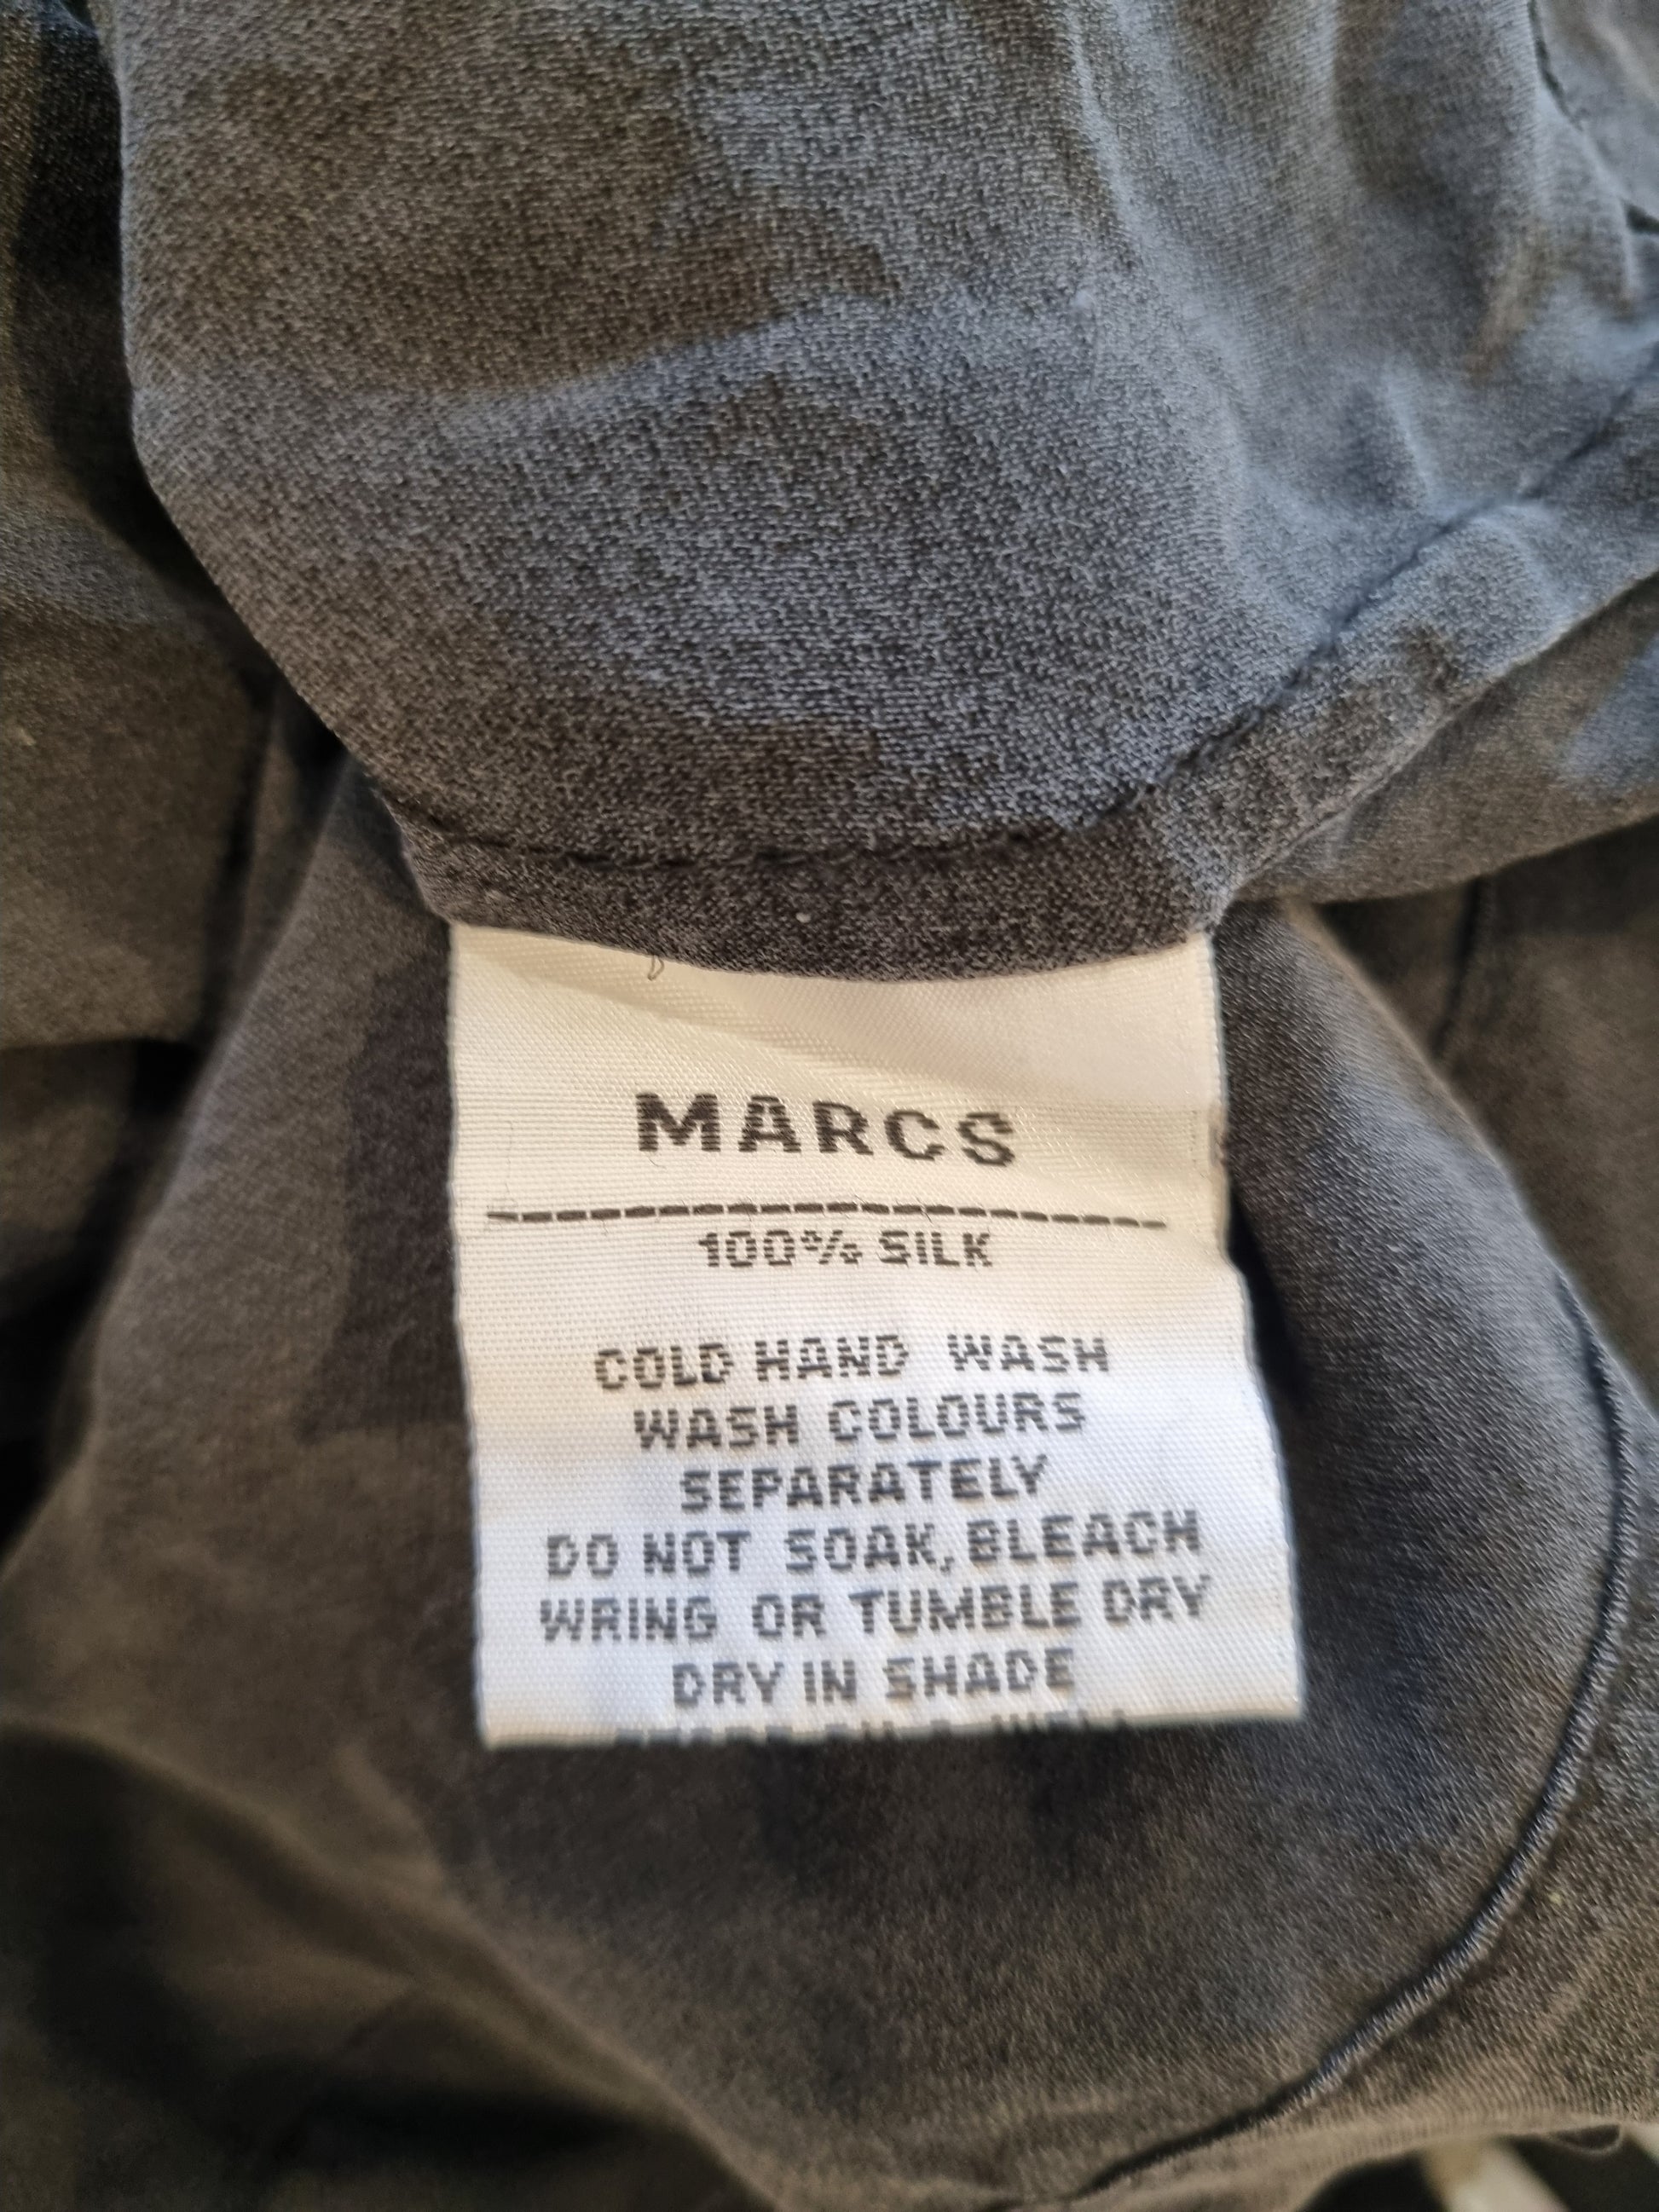 MARCS
100% SILK
COLD HAND WASH
WASH COLOURS
SEPARATELY
DO NOT SOAK, BLEACH
WRING OR TUMBLE DRY
DRY IN SHADE